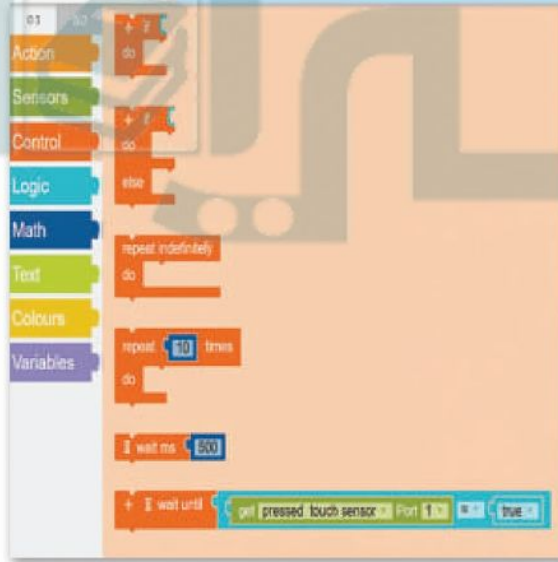 Action
Sensors
Control
Logic
Math
Text
Colours
Variables
+ if
do
+ if
do
else
repeat indefinitely
do
repeat 10 times
do
wait ms 500
+ wait until get pressed touch sensor Port 1 = true